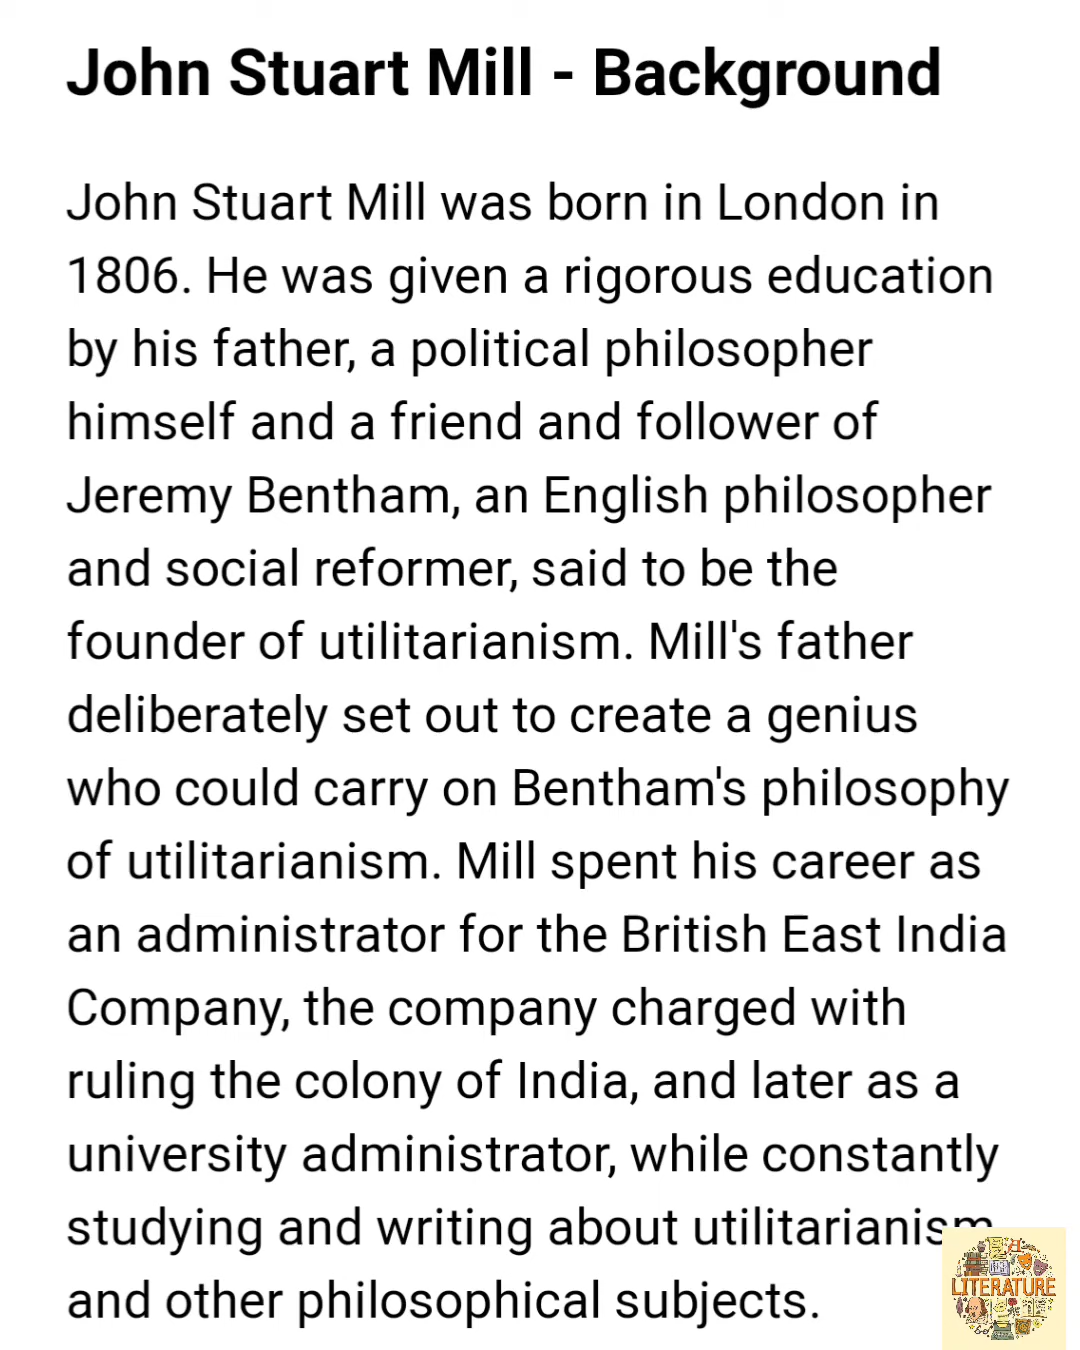 John Stuart Mill - Background
John Stuart Mill was born in London in
1806. He was given a rigorous education
by his father, a political philosopher
himself and a friend and follower of
Jeremy Bentham, an English philosopher
and social reformer, said to be the
founder of utilitarianism. Mill's father
deliberately set out to create a genius
who could carry on Bentham's philosophy
of utilitarianism. Mill spent his career as
an administrator for the British East India
Company, the company charged with
ruling the colony of India, and later as a
university administrator, while constantly
studying and writing about utilitarianism
and other philosophical subjects.
LITERATURE